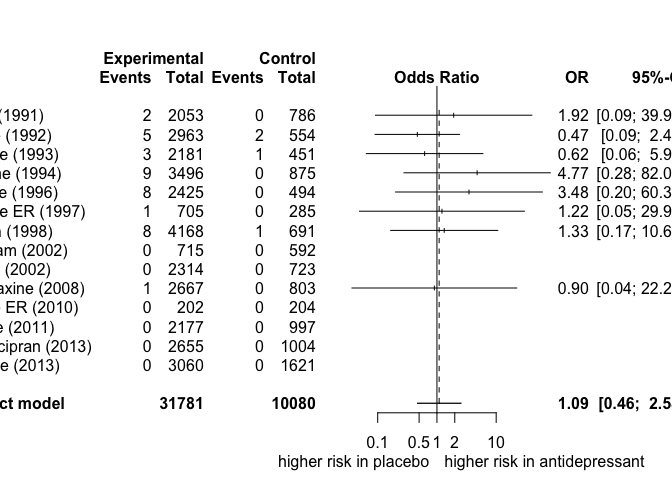 Experimental Control
Events Total Events Total Odds Ratio OR 95%-
(1991) 2 2053 0 786 1.92 [0.09; 39.9
(1992) 5 2963 2 554 0.47 [0.09; 2.4
e (1993) 3 2181 1 451 0.62 [0.06; 5.9
ne (1994) 9 3496 0 875 4.77 [0.28; 82.0
e (1996) 8 2425 0 494 3.48 [0.20; 60.3
e ER (1997) 1 705 0 285 1.22 [0.05; 29.9
(1998) 8 4168 1 691 1.33 [0.17; 10.6
am (2002) 0 715 0 592
(2002) 0 2314 0 723
axine (2008) 1 2667 0 803 0.90 [0.04; 22.2
ER (2010) 0 202 0 204
e (2011) 0 2177 0 997
cipran (2013) 0 2655 0 1004
e (2013) 0 3060 0 1621
ct model 31781 10080 1.09 [0.46; 2.5
0.1 0.5 1 2 10
higher risk in placebo higher risk in antidepressant